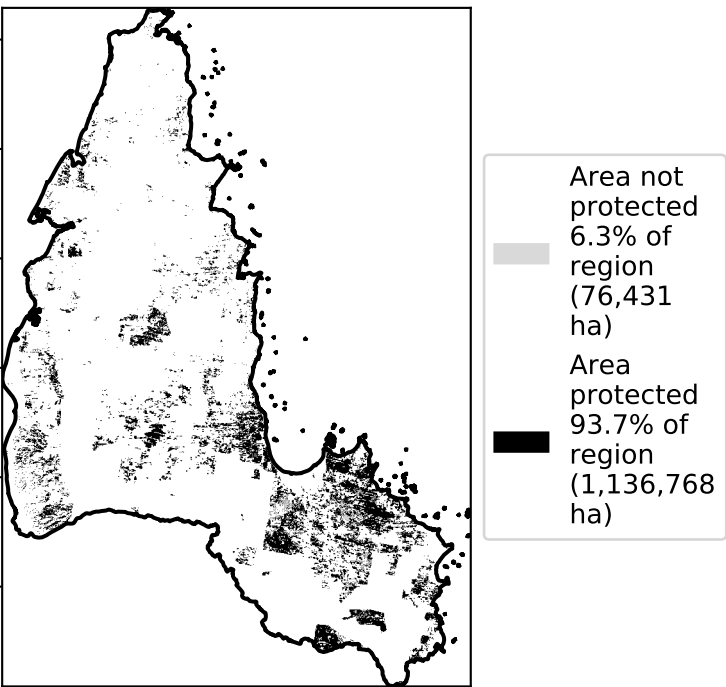 Area not
protected
6.3% of
region
(76,431
ha)
Area
protected
93.7% of
region
(1,136,768
ha)